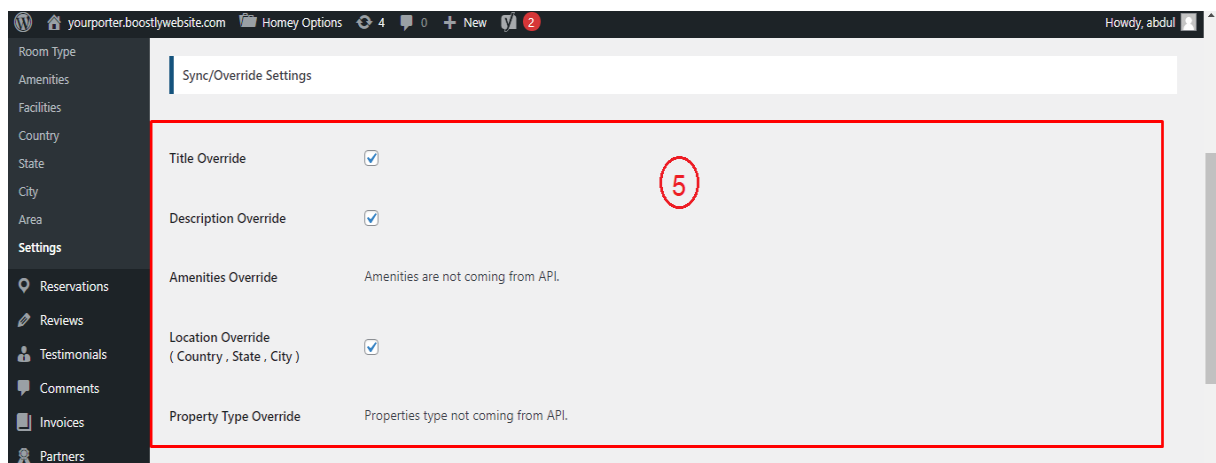 yourporter.boostlywebsite.com Homey Options 4 0 New 2 Howdy, abdul
Room Type
Amenities
Facilities
Country
State
City
Area
Settings
Reservations
Reviews
Testimonials
Comments
Invoices
Partners
Sync/Override Settings
Title Override
5
Description Override
Amenities Override Amenities are not coming from API.
Location Override
( Country , State , City )
Property Type Override Properties type not coming from API.